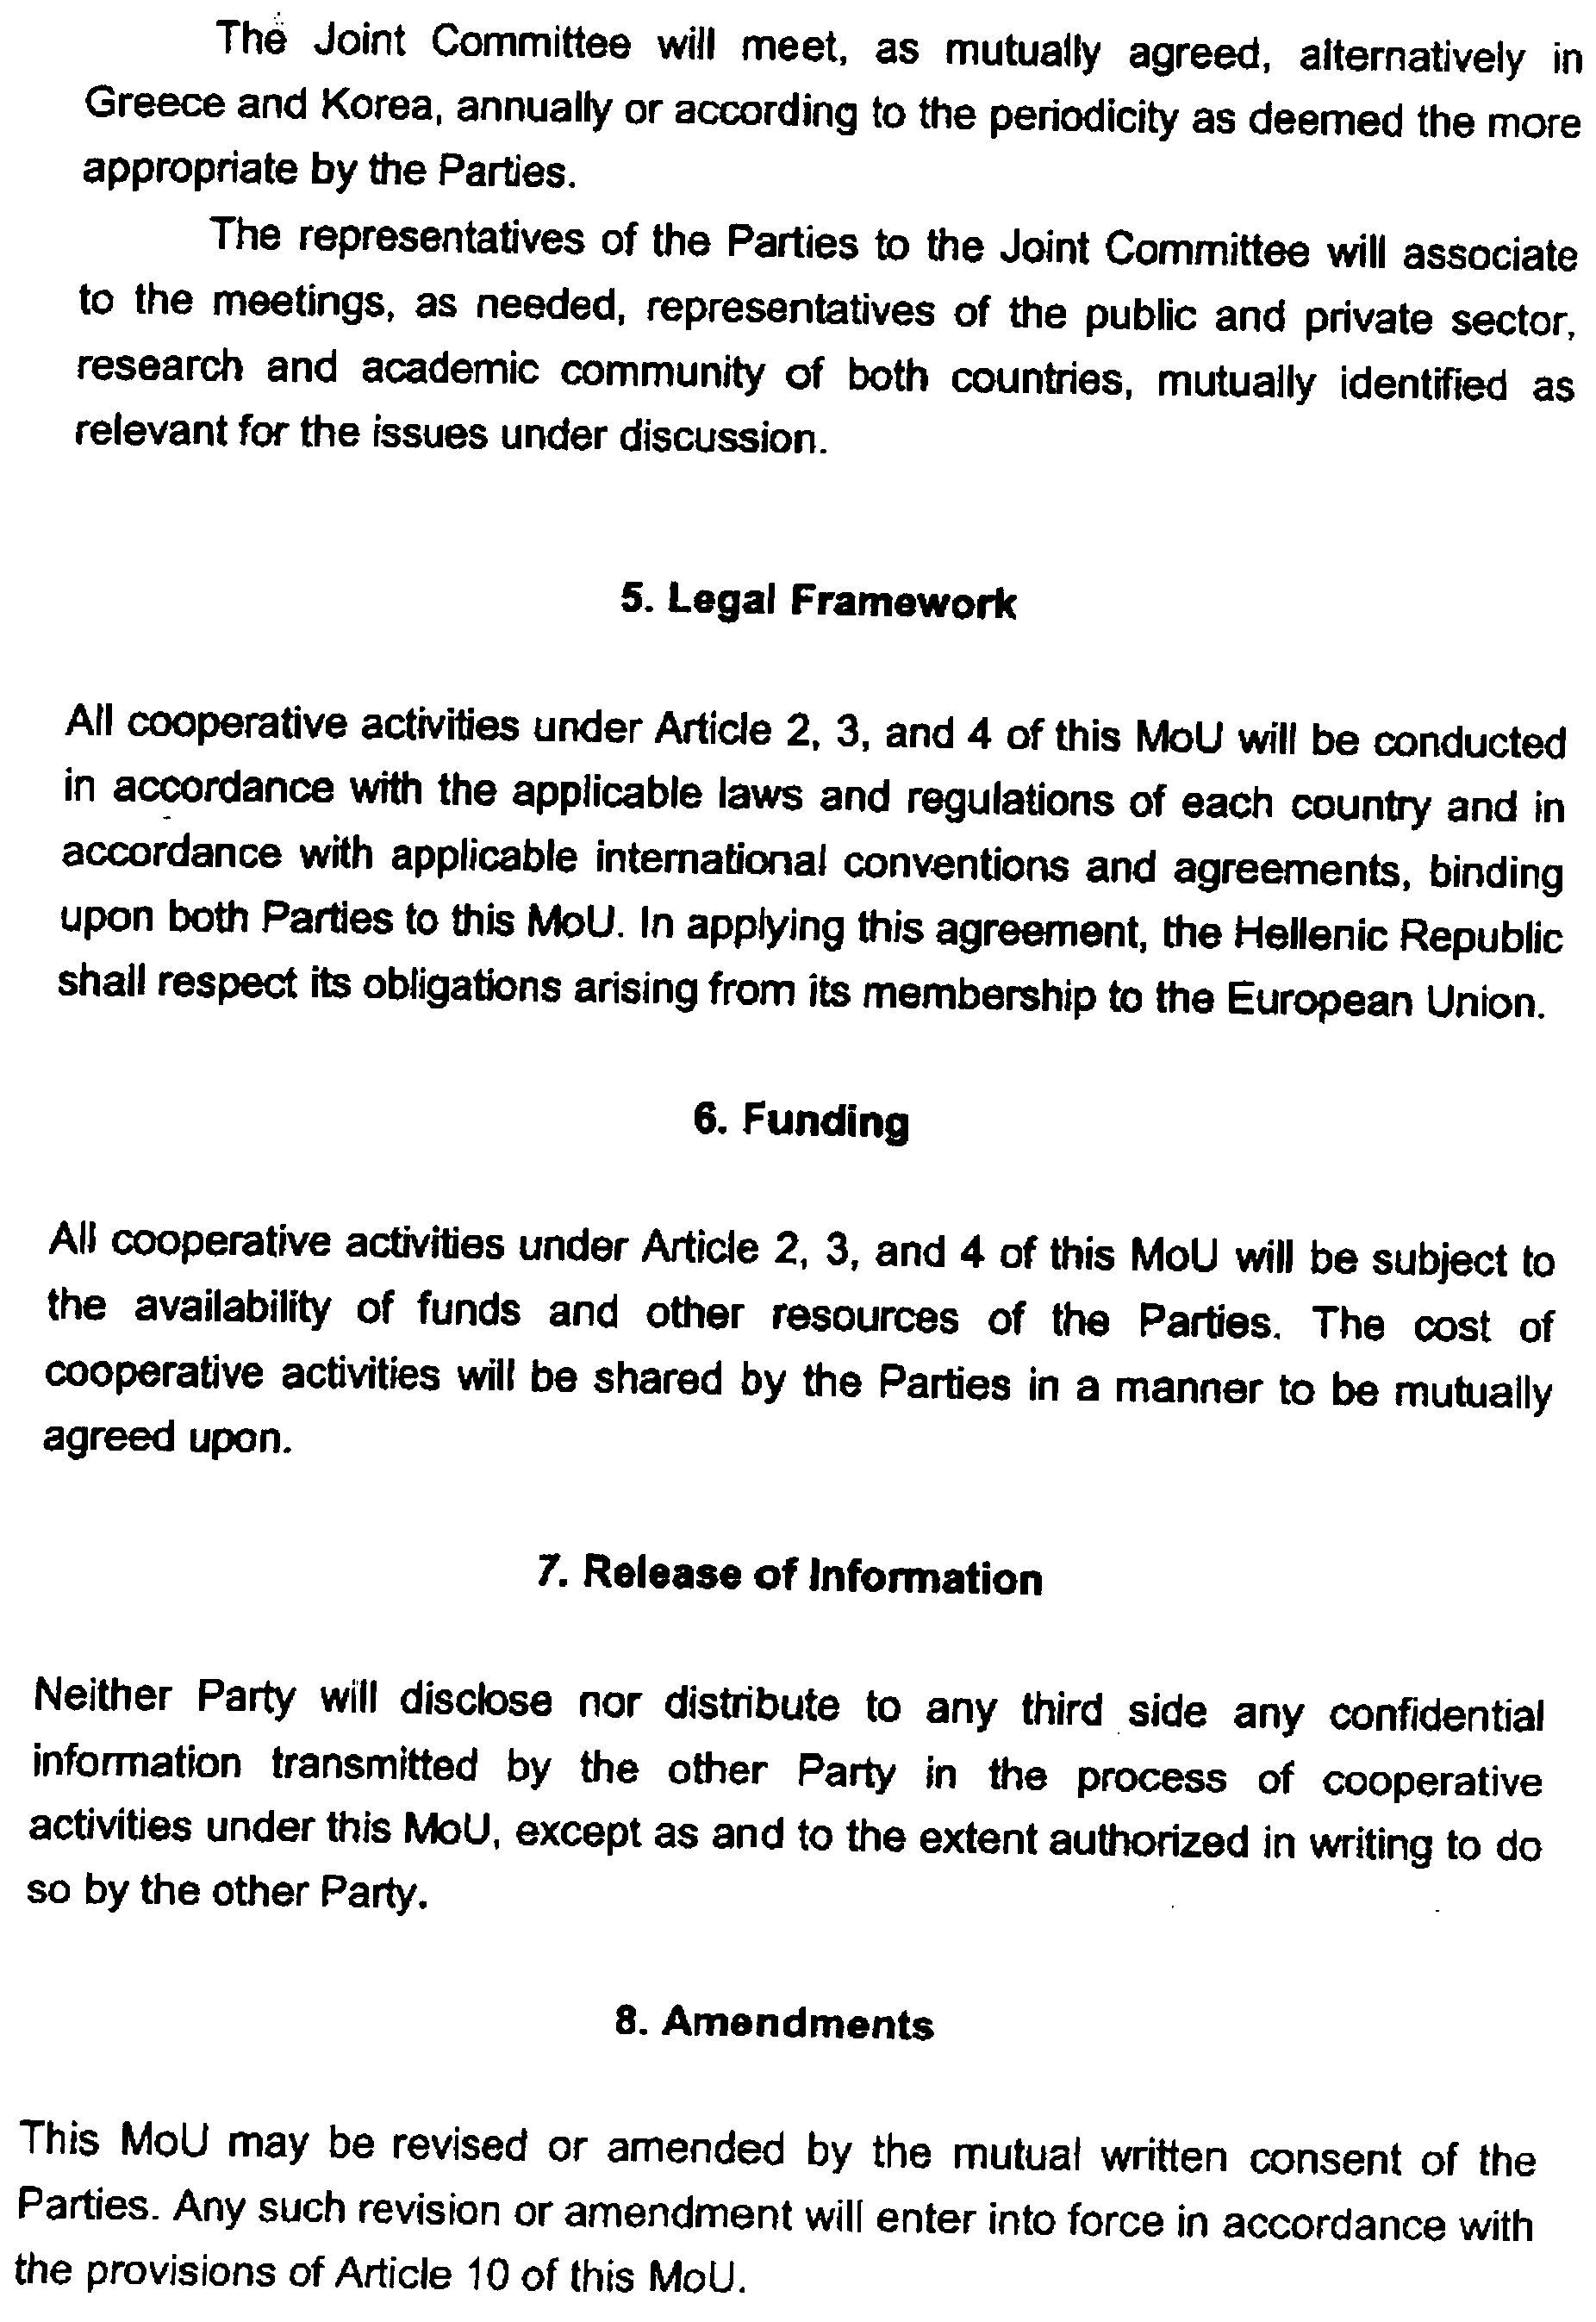 The Joint Committee will meet, as mutually agreed, alternatively in
Greece and Korea, annually or according to the periodicity as deemed the more
appropriate by the Parties.
The representatives of the Parties to the Joint Committee will associate
to the meetings, as needed, representatives of the public and private sector,
research and academic community of both countries, mutually identified as
relevant for the issues under discussion.
5. Legal Framework
All cooperative activities under Article 2, 3, and 4 of this MoU will be conducted
in accordance with the applicable laws and regulations of each country and in
accordance with applicable international conventions and agreements, binding
upon both Parties to this MoU. In applying this agreement, the Hellenic Republic
shall respect its obligations arising from its membership to the European Union.
6. Funding
All cooperative activities under Article 2, 3, and 4 of this MoU will be subject to
the availability of funds and other resources of the Parties. The cost of
cooperative activities will be shared by the Parties in a manner to be mutually
agreed upon.
7. Release of Information
Neither Party will disclose nor distribute to any third side any confidential
information transmitted by the other Party in the process of cooperative
activities under this MoU, except as and to the extent authorized in writing to do
so by the other Party.
8. Amendments
This MoU may be revised or amended by the mutual written consent of the
Parties. Any such revision or amendment will enter into force in accordance with
the provisions of Article 10 of this MoU.